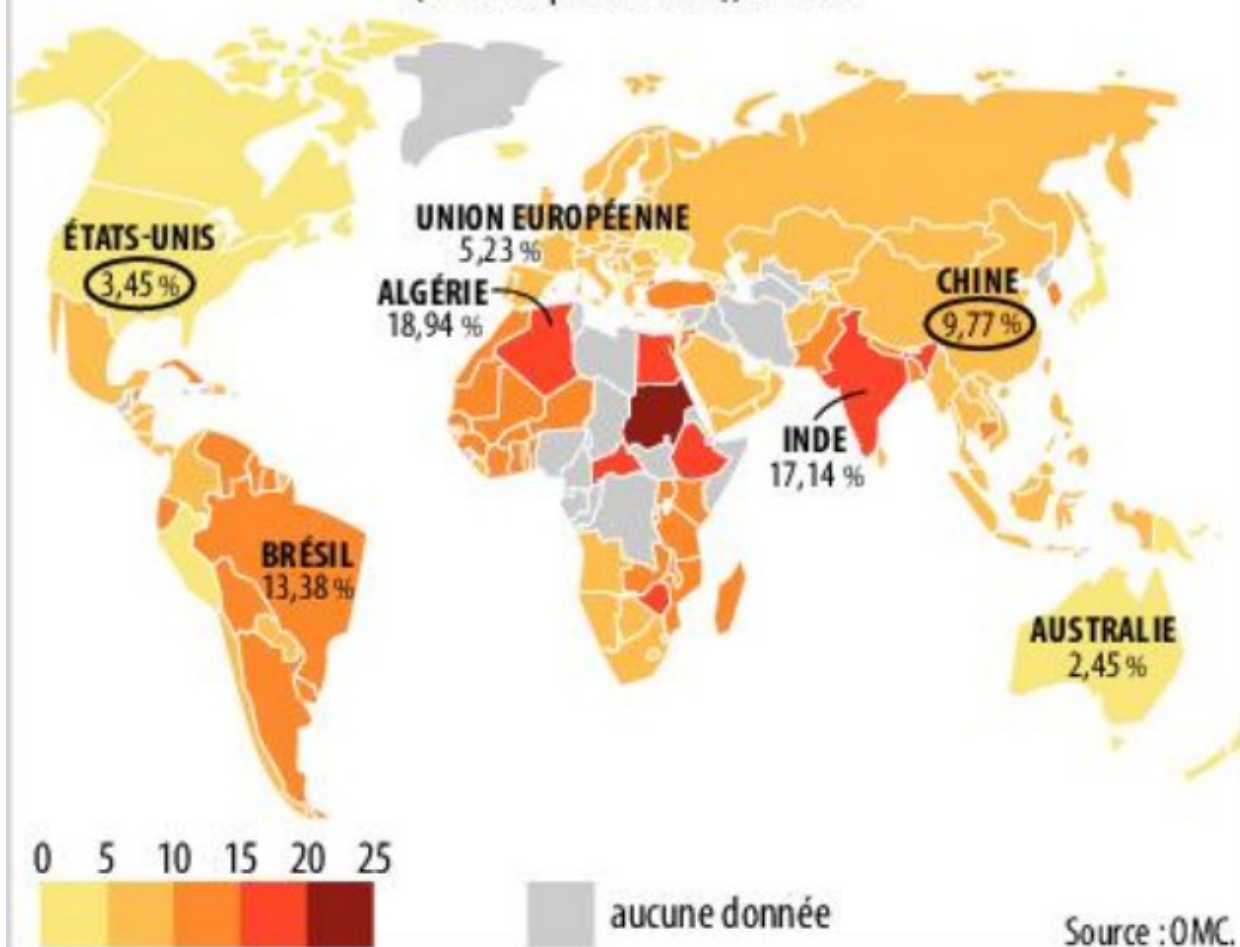 ÉTATS-UNIS
3,45 %
UNION EUROPÉENNE
5,23 %
ALGÉRIE
18,94 %
CHINE
9,77 %
INDE
17,14 %
BRÉSIL
13,38 %
AUSTRALIE
2,45 %
0 5 10 15 20 25
aucune donnée
Source : OMC.